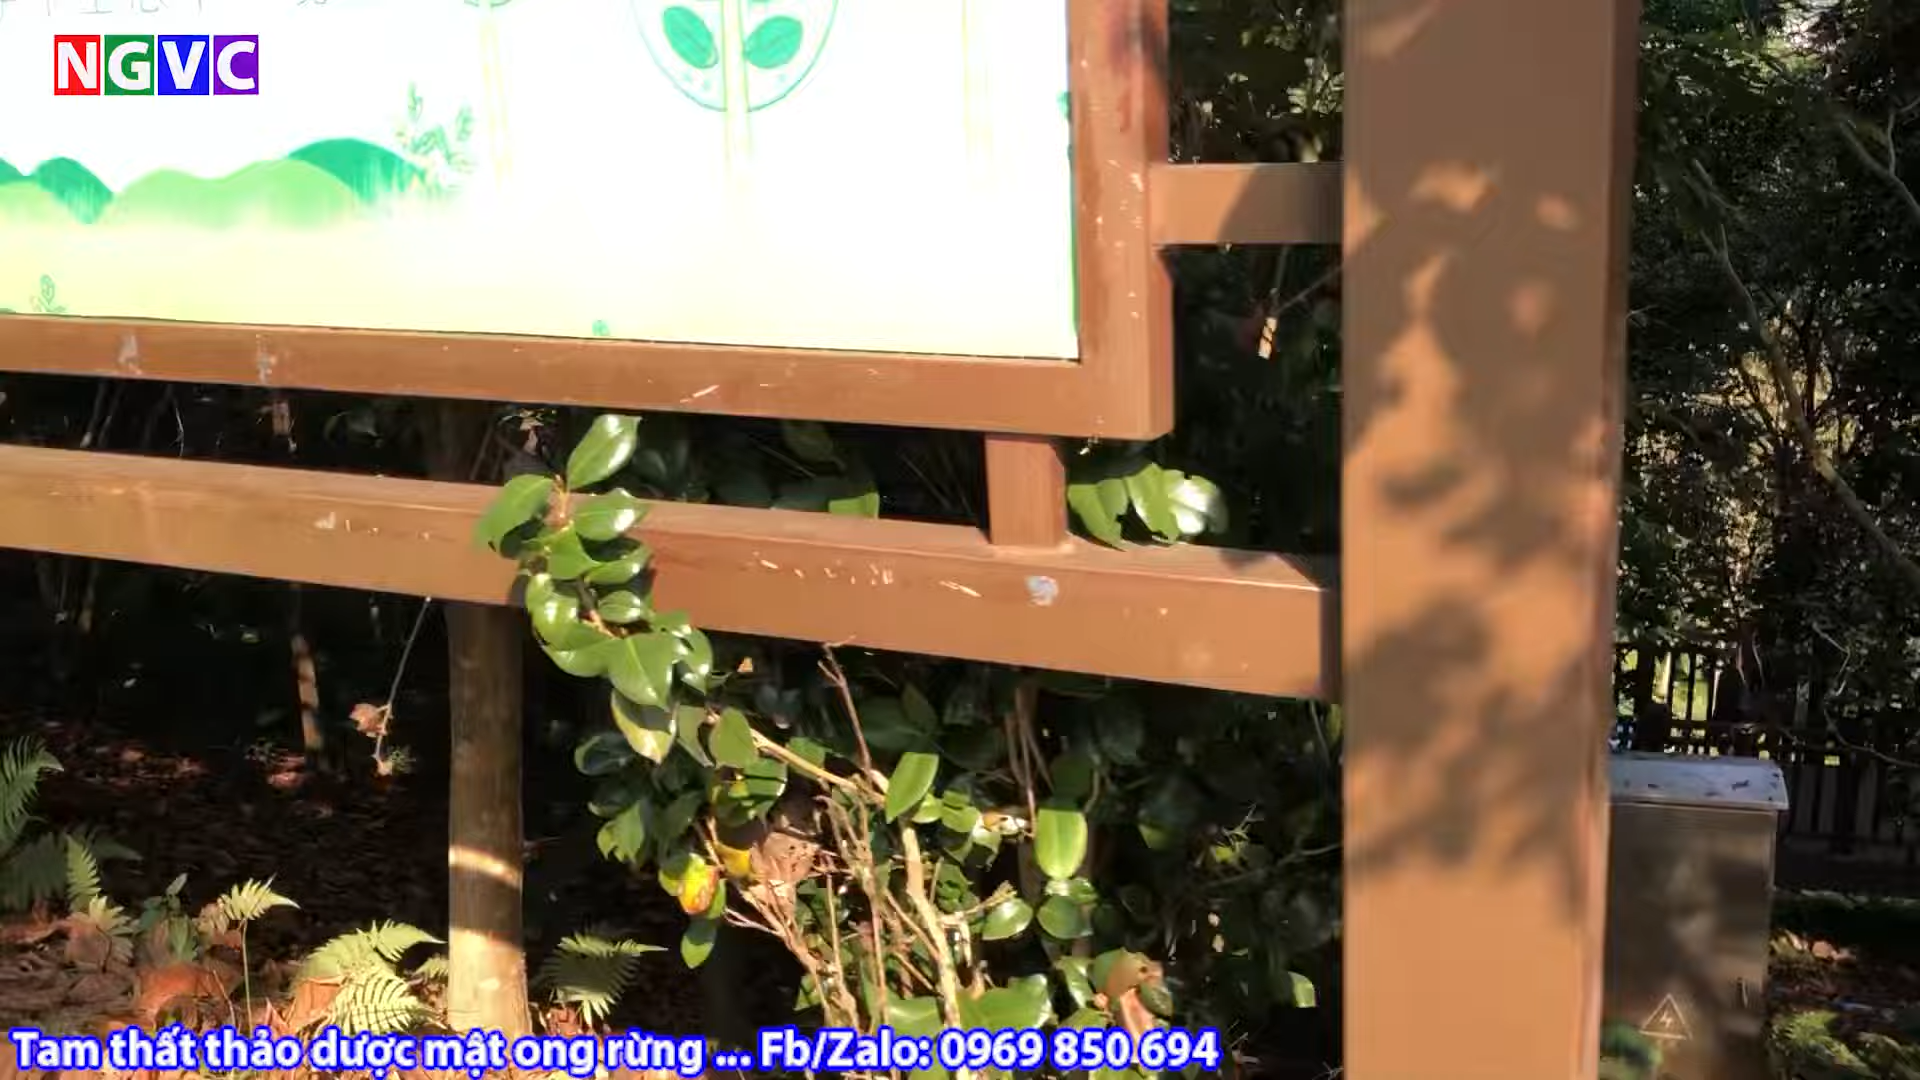 NGVC
Tam thất thảo dược mật ong rừng ... Fb/Zalo: 0969 850 694